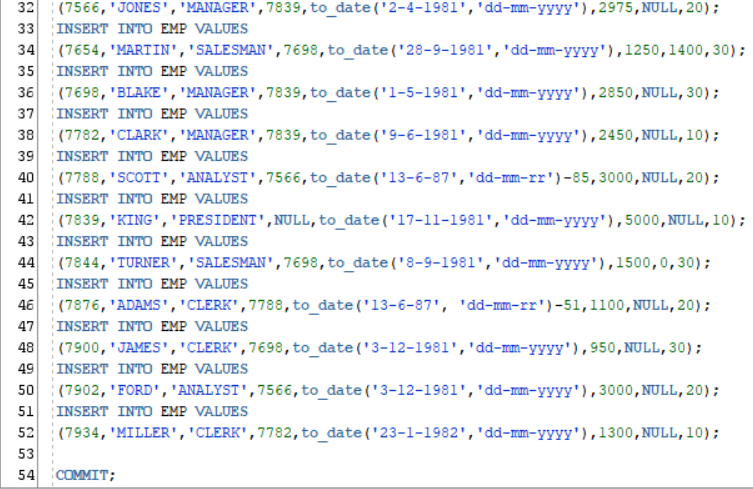 32 (7566,'JONES','MANAGER',7839,to_date('2-4-1981','dd-mm-yyyy'),2975,NULL,20);
33 INSERT INTO EMP VALUES
34 (7654,'MARTIN','SALESMAN',7698,to_date('28-9-1981','dd-mm-yyyy'),1250,1400,30);
35 INSERT INTO EMP VALUES
36 (7698,'BLAKE','MANAGER',7839,to_date('1-5-1981','dd-mm-yyyy'),2850,NULL,30);
37 INSERT INTO EMP VALUES
38 (7782,'CLARK','MANAGER',7839,to_date('9-6-1981','dd-mm-yyyy'),2450,NULL,10);
39 INSERT INTO EMP VALUES
40 (7788,'SCOTT','ANALYST',7566,to_date('13-6-87','dd-mm-rr')-85,3000,NULL,20);
41 INSERT INTO EMP VALUES
42 (7839,'KING','PRESIDENT',NULL,to_date('17-11-1981','dd-mm-yyyy'),5000,NULL,10);
43 INSERT INTO EMP VALUES
44 (7844,'TURNER','SALESMAN',7698,to_date('8-9-1981','dd-mm-yyyy'),1500,0,30);
45 INSERT INTO EMP VALUES
46 (7876,'ADAMS','CLERK',7788,to_date('13-6-87', 'dd-mm-rr')-51,1100,NULL,20);
47 INSERT INTO EMP VALUES
48 (7900,'JAMES','CLERK',7698,to_date('3-12-1981','dd-mm-yyyy'),950,NULL,30);
49 INSERT INTO EMP VALUES
50 (7902,'FORD','ANALYST',7566,to_date('3-12-1981','dd-mm-yyyy'),3000,NULL,20);
51 INSERT INTO EMP VALUES
52 (7934,'MILLER','CLERK',7782,to_date('23-1-1982','dd-mm-yyyy'),1300,NULL,10);
53
54 COMMIT;